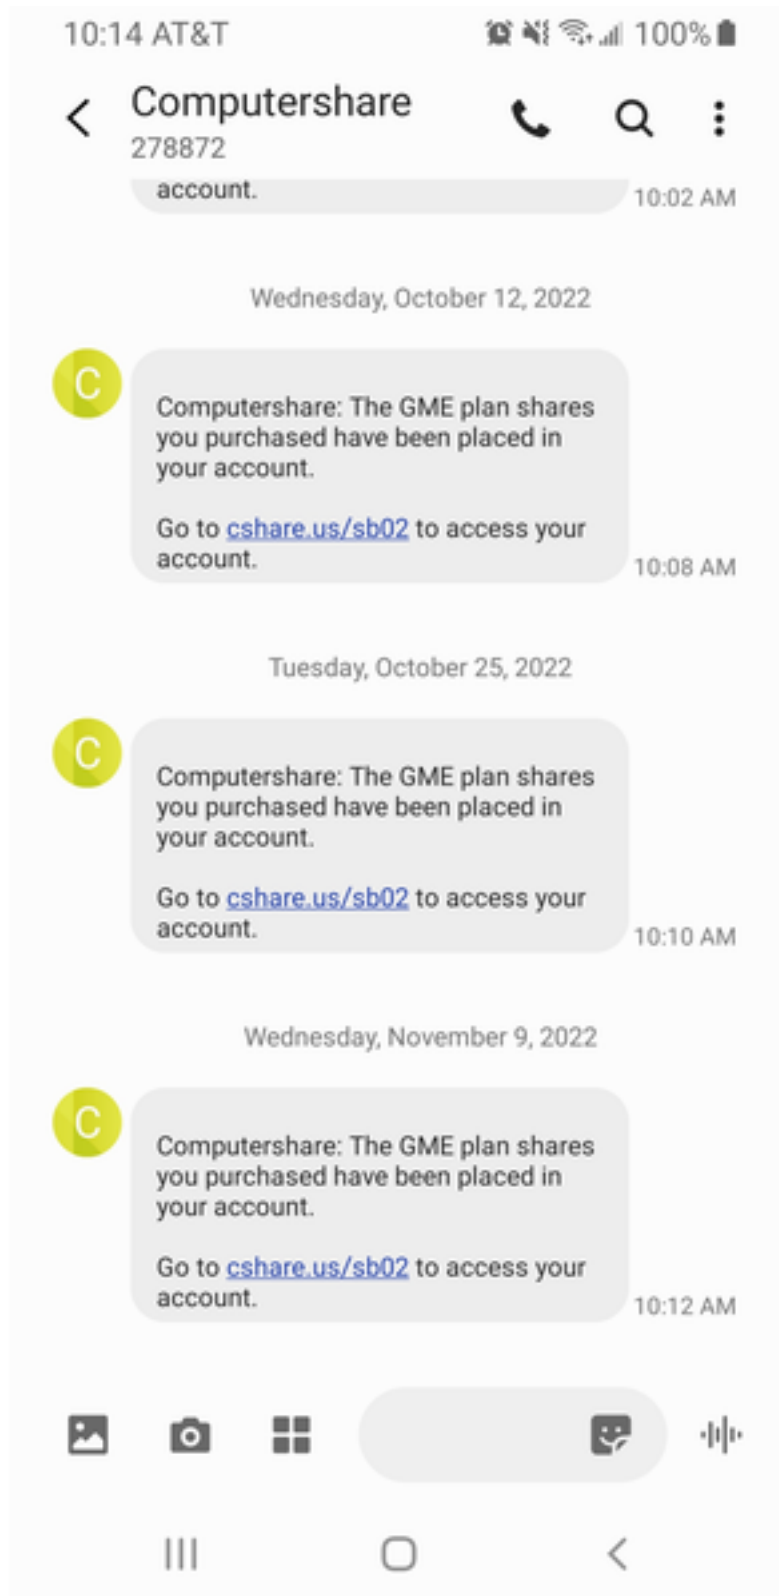 10:14 AT&T 100%
Computershare
278872
account.
10:02 AM
Wednesday, October 12, 2022
C
Computershare: The GME plan shares
you purchased have been placed in
your account.
Go to cshare.us/sb02 to access your
account.
10:08 AM
Tuesday, October 25, 2022
C
Computershare: The GME plan shares
you purchased have been placed in
your account.
Go to cshare.us/sb02 to access your
account.
10:10 AM
Wednesday, November 9, 2022
C
Computershare: The GME plan shares
you purchased have been placed in
your account.
Go to cshare.us/sb02 to access your
account.
10:12 AM